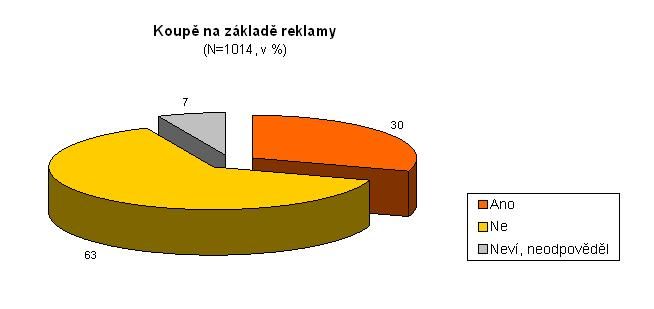 Koupě na základě reklamy
(N=1014, v %)
7
30
63
Ano
Ne
Neví, neodpověděl